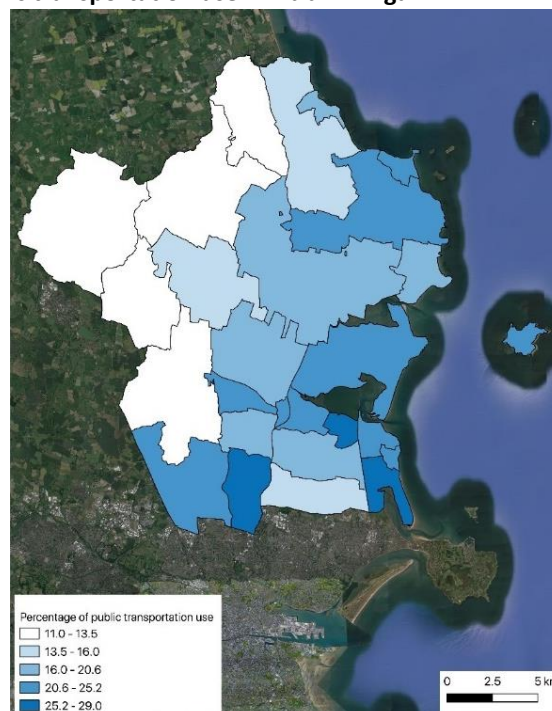 Percentage of public transportation use
11.0 - 13.5
13.5 - 16.0
16.0 - 20.6
20.6 - 25.2
25.2 - 29.0
0 2.5 5 km